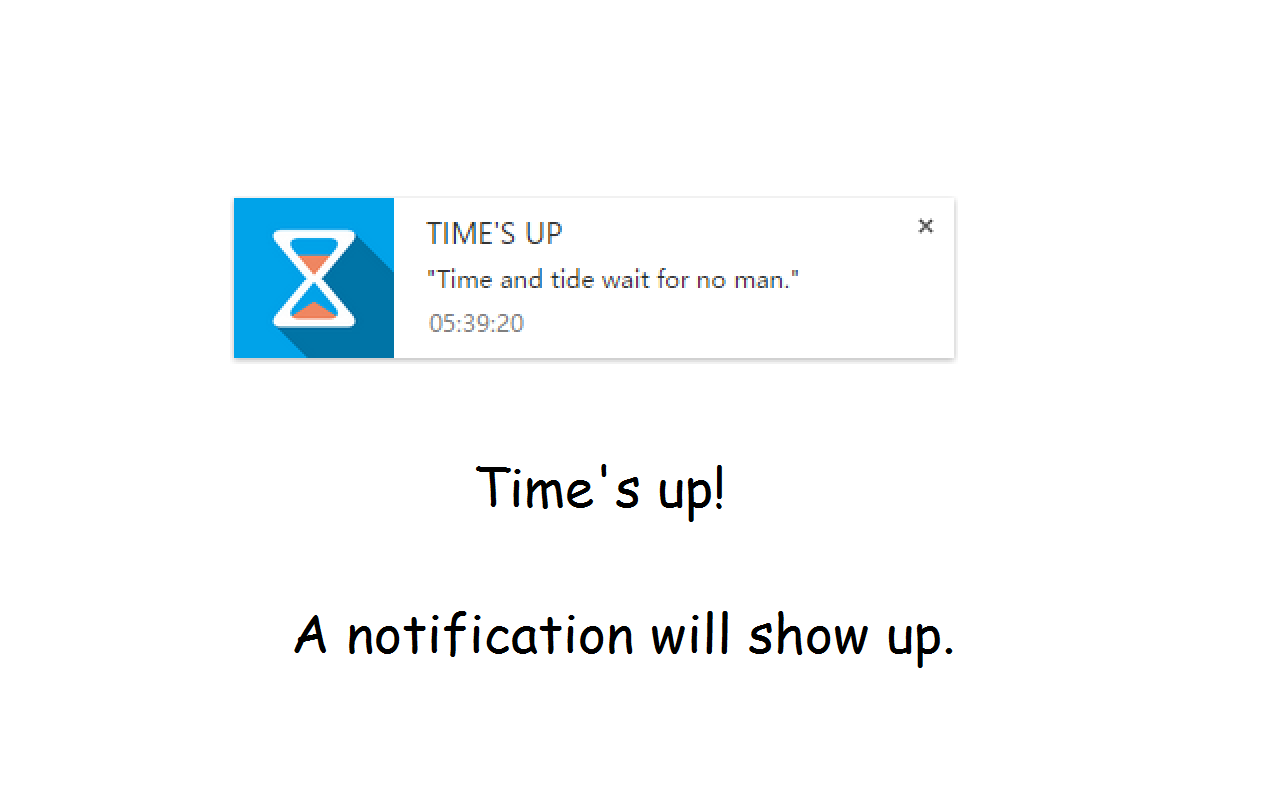 TIME'S UP
"Time and tide wait for no man."
05:39:20
Time's up!
A notification will show up.